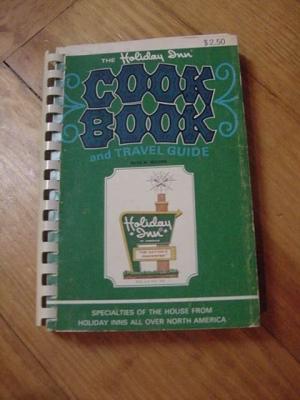 $2.50
THE Holiday Inn
COOK
BOOK
and TRAVEL GUIDE
Holiday
Inn
SPECIALTIES OF THE HOUSE FROM
HOLIDAY INNS ALL OVER NORTH AMERICA